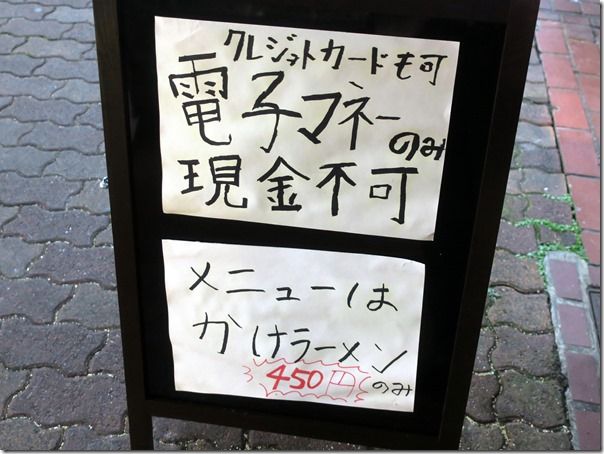 クレジットカードも可
電子マネーのみ
現金不可
メニューは
かけラーメン
450円のみ